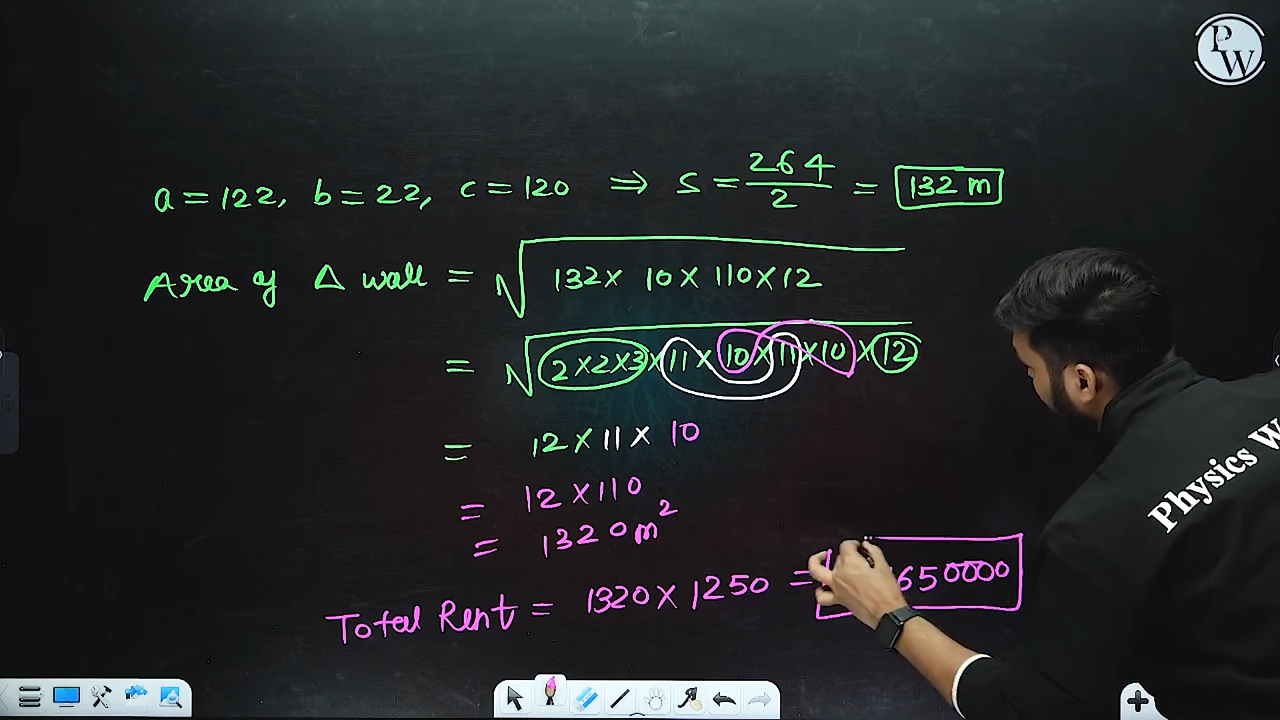 PW
a = 122, b = 22, c = 120 ⇒ S = 264/2 = 132 m
Area of Δ wall = √132 × 10 × 110 × 12
= √2 × 2 × 3 × 11 × 10 × 11 × 10 × 12
= 12 × 11 × 10
= 12 × 110
= 1320 m²
Total Rent = 1320 × 1250 = 650000
Physics W